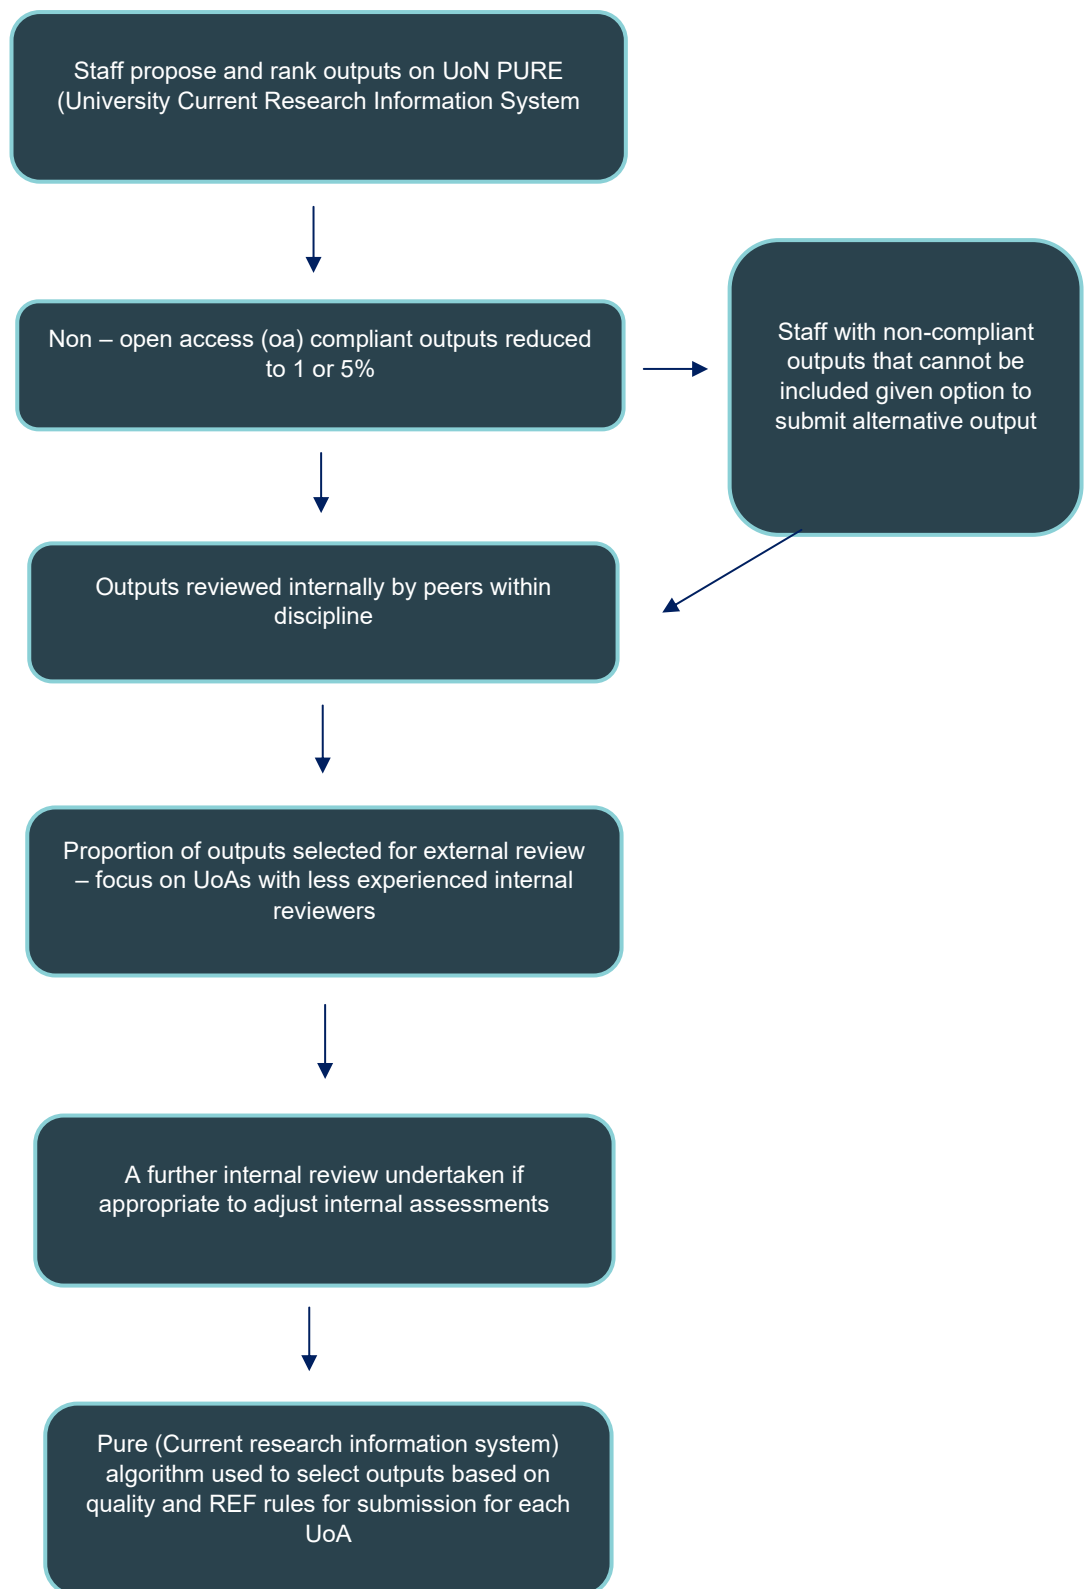 Staff propose and rank outputs on UoN PURE
(University Current Research Information System
Non – open access (oa) compliant outputs reduced
to 1 or 5%
Staff with non-compliant
outputs that cannot be
included given option to
submit alternative output
Outputs reviewed internally by peers within
discipline
Proportion of outputs selected for external review
– focus on UoAs with less experienced internal
reviewers
A further internal review undertaken if
appropriate to adjust internal assessments
Pure (Current research information system)
algorithm used to select outputs based on
quality and REF rules for submission for each
UoA